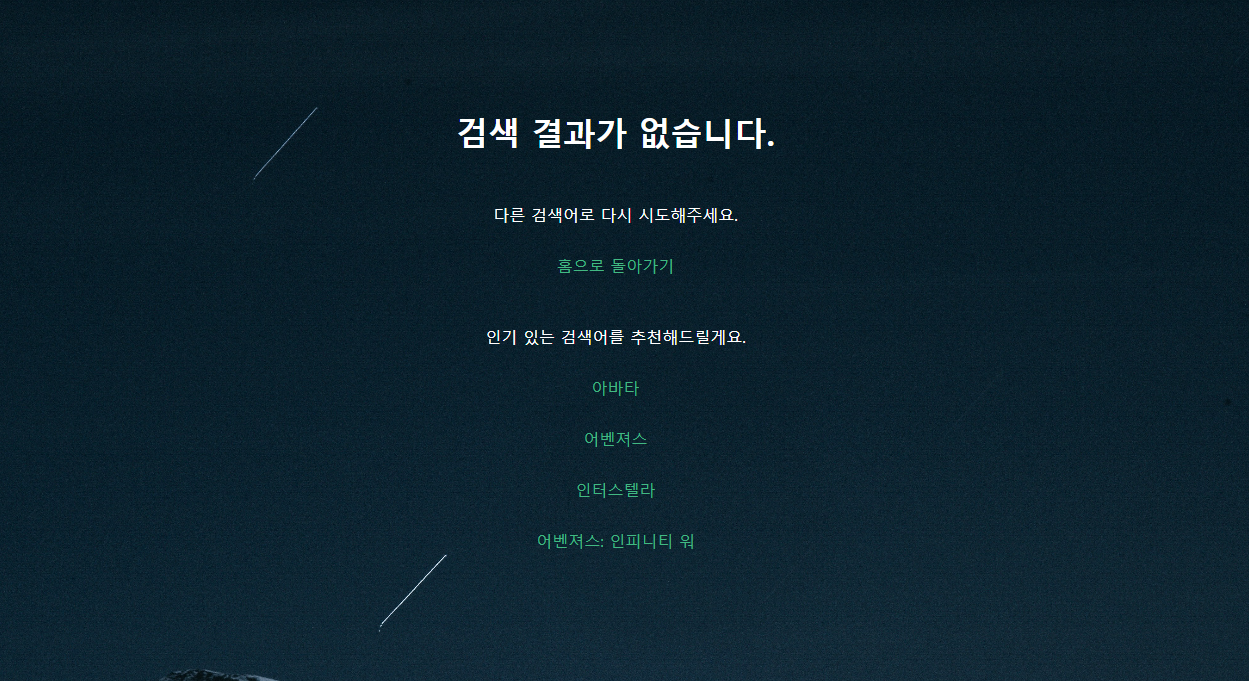 검색 결과가 없습니다.
다른 검색어로 다시 시도해주세요.
홈으로 돌아가기
인기 있는 검색어를 추천해드릴게요.
아바타
어벤져스
인터스텔라
어벤져스: 인피니티 워